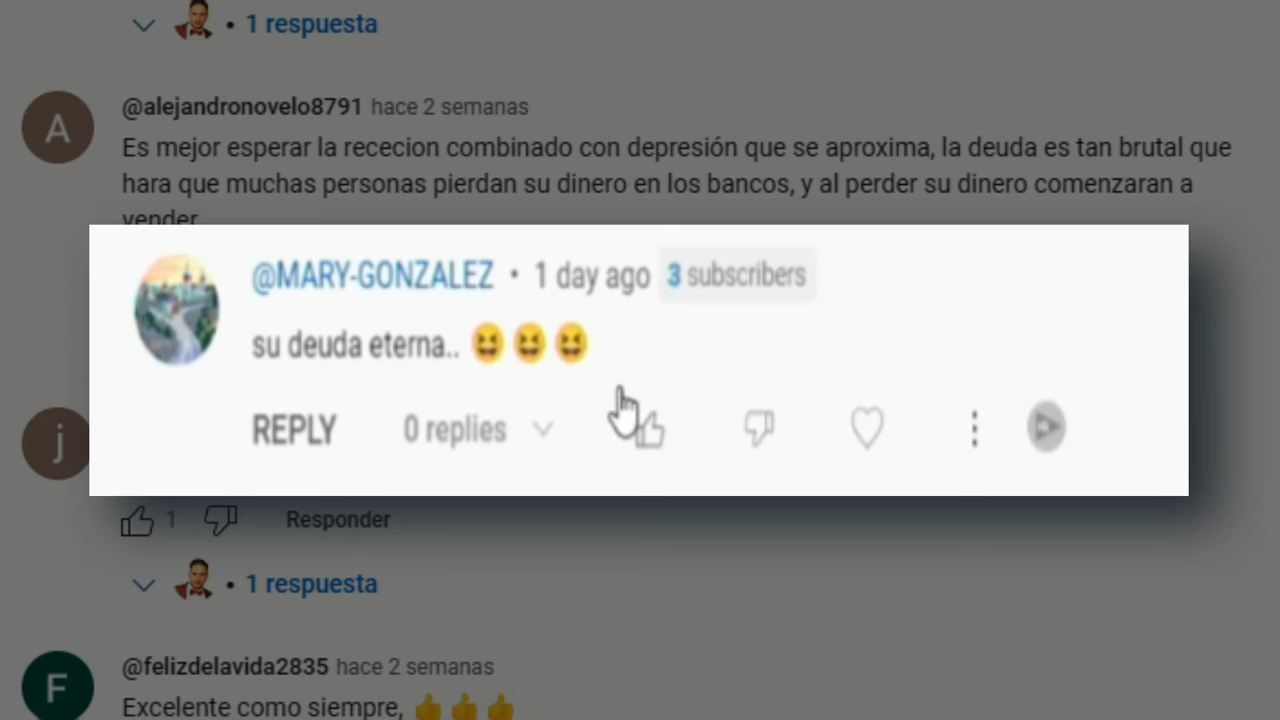 1 respuesta
@alejandronovelo8791 hace 2 semanas
Es mejor esperar la rececion combinado con depresión que se aproxima, la deuda es tan brutal que
hara que muchas personas pierdan su dinero en los bancos, y al perder su dinero comenzaran a
vender
@MARY-GONZALEZ • 1 day ago 3 subscribers
su deuda eterna.. 😆😆😆
REPLY 0 replies
1 Responder
1 respuesta
@felizdelavida2835 hace 2 semanas
Excelente como siempre, 👍👍👍
A
j
F